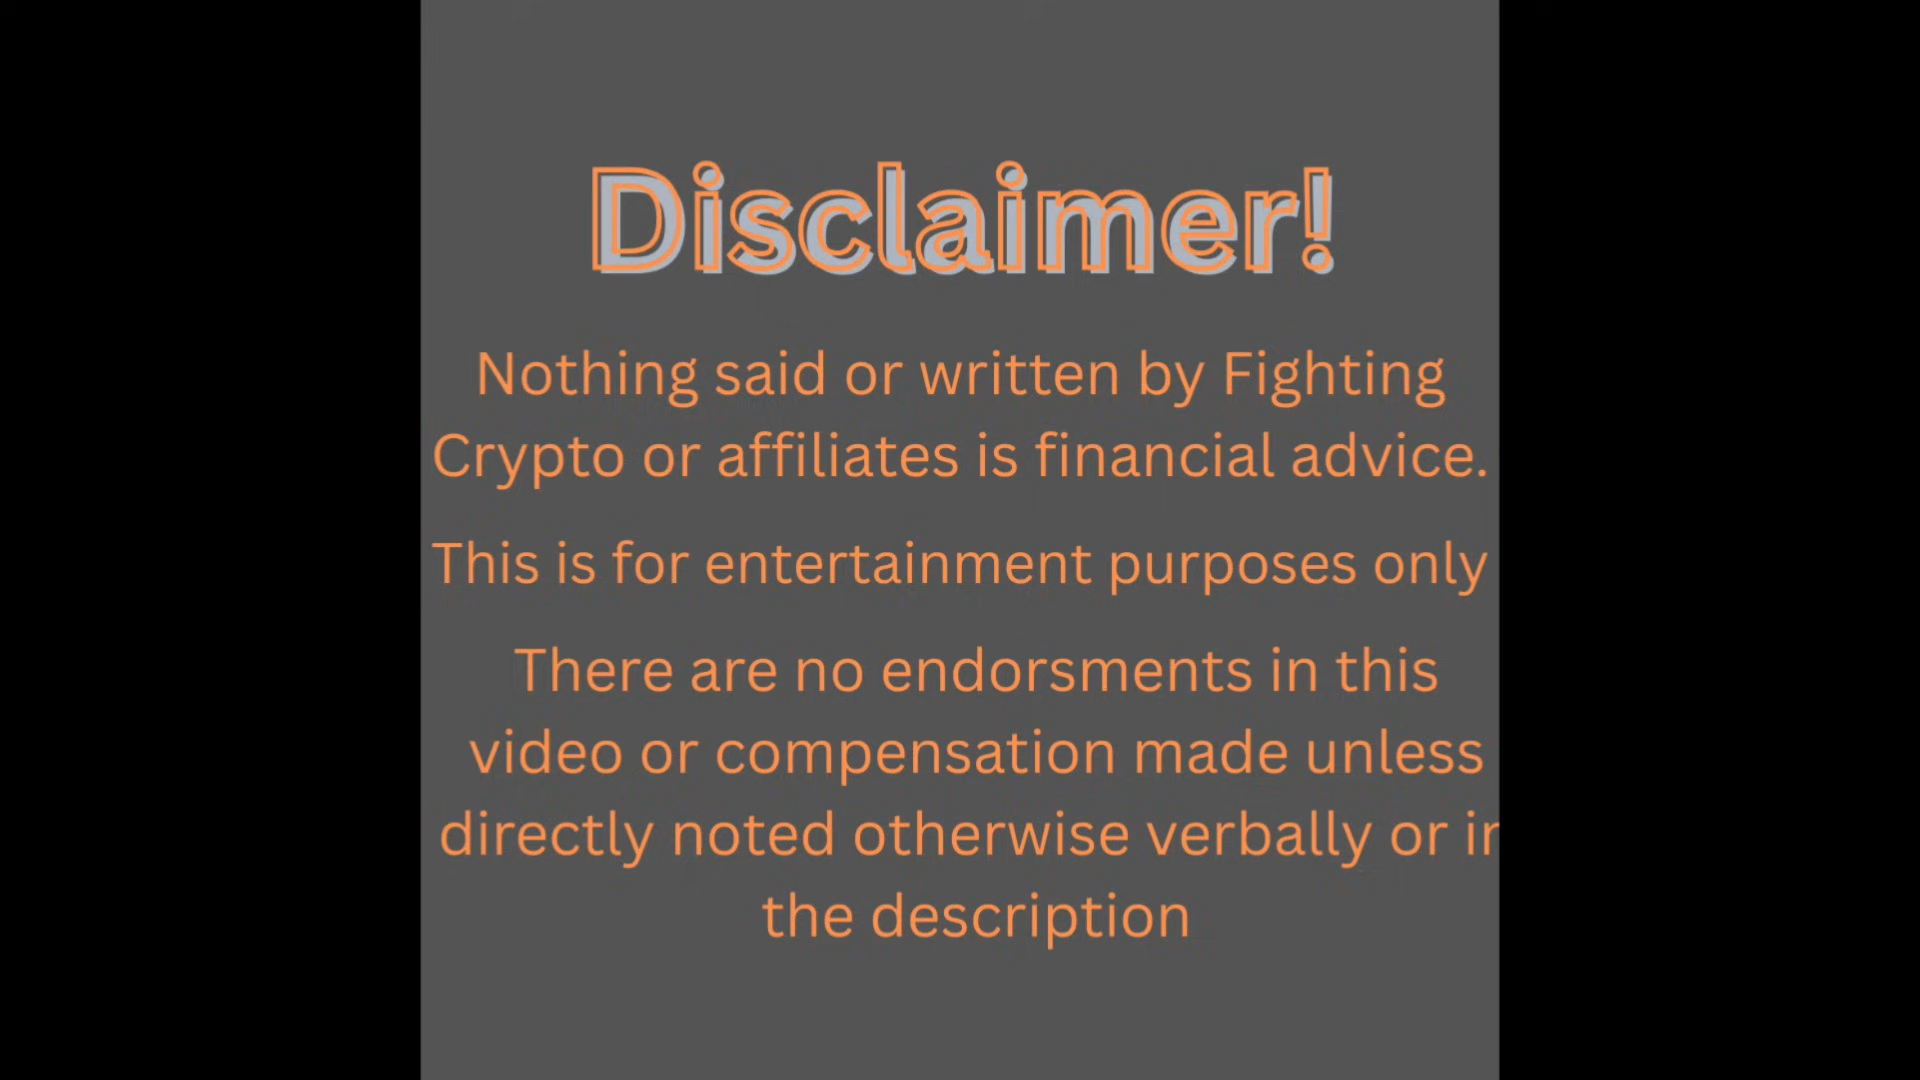 Disclaimer!
Nothing said or written by Fighting
Crypto or affiliates is financial advice.
This is for entertainment purposes only
There are no endorsments in this
video or compensation made unless
directly noted otherwise verbally or in
the description